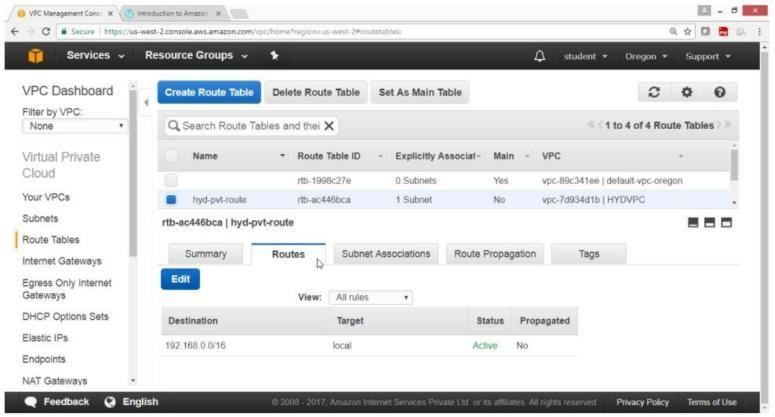 VPC Management Conso
Introduction to Amazon
Secure | https://us-west-2.console.aws.amazon.com/vpc/home?region=us-west-2#routetables:
Services Resource Groups student Oregon Support
VPC Dashboard
Filter by VPC:
None
Virtual Private
Cloud
Your VPCs
Subnets
Route Tables
Internet Gateways
Egress Only Internet
Gateways
DHCP Options Sets
Elastic IPs
Endpoints
NAT Gateways
Create Route Table Delete Route Table Set As Main Table
Search Route Tables and thei X
1 to 4 of 4 Route Tables
Name Route Table ID Explicitly Associat Main VPC
rtb-1998c27e 0 Subnets Yes vpc-89c341ee | default-vpc-oregon
hyd-pvt-route rtb-ac446bca 1 Subnet No vpc-7d934d1b | HYDVPC
rtb-ac446bca | hyd-pvt-route
Summary Routes Subnet Associations Route Propagation Tags
Edit
View: All rules
Destination Target Status Propagated
192.168.0.0/16 local Active No
Feedback English © 2008 - 2017, Amazon Internet Services Private Ltd. or its affiliates. All rights reserved. Privacy Policy Terms of Use